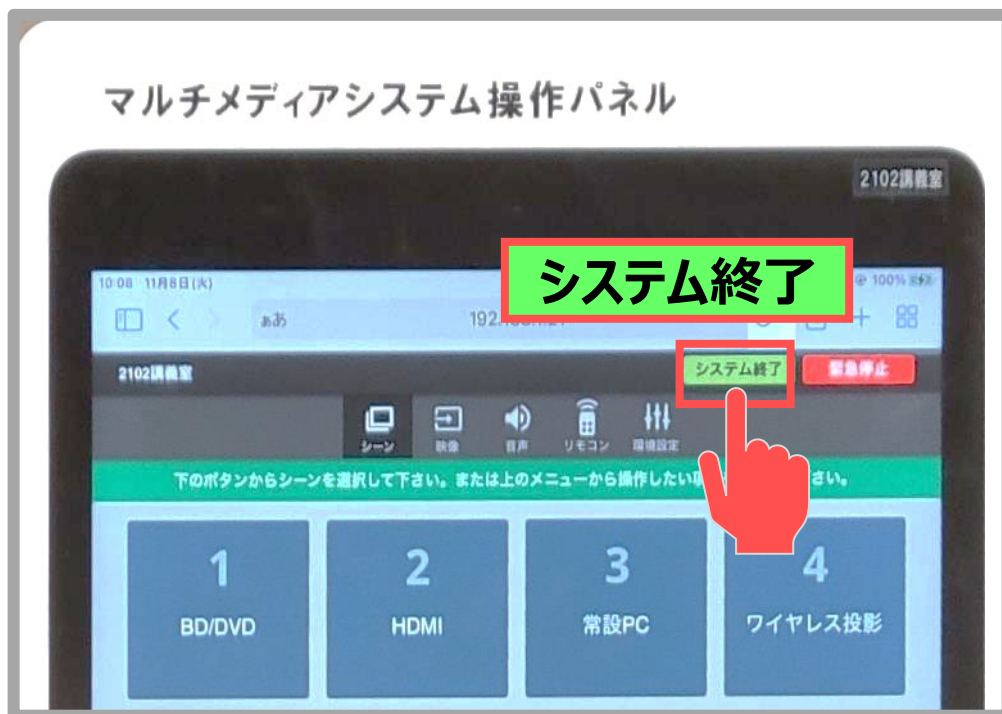 マルチメディアシステム操作パネル
2102講義室
システム終了
10:08 11月8日(火)
100%
ぁあ
192.
2102講義室
システム終了
緊急停止
シーン
映像
音声
リモコン
環境設定
下のボタンからシーンを選択して下さい。または上のメニューから操作したい
さい。
1
2
3
4
BD/DVD
HDMI
常設PC
ワイヤレス投影